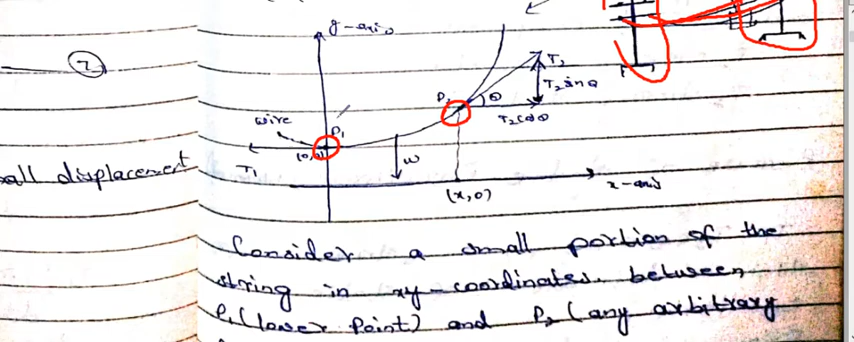 y-axis
7
T₂
T₂ sin θ
P₂
θ
T₂ cos θ
wire
P₁
(0,0)
T₁
w
all displacement
(x,0)
x-axis
Consider a small portion of the
string in xy-coordinates. between
P₁ (lower Point) and P₂ (any arbitrary